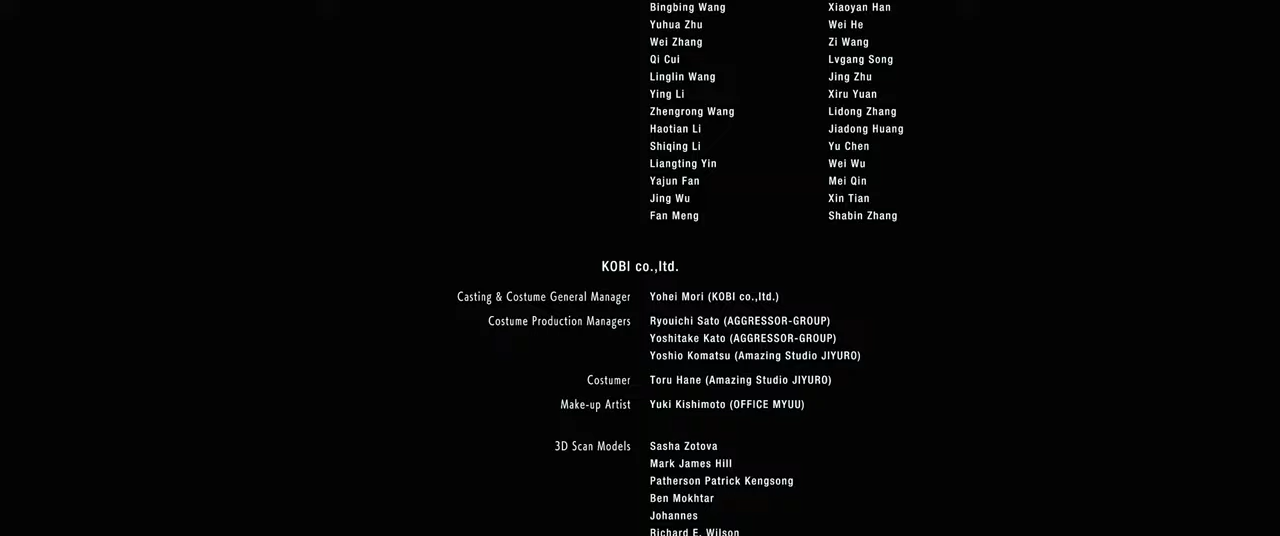 Bingbing Wang Xiaoyan Han
Yuhua Zhu Wei He
Wei Zhang Zi Wang
Qi Cui Lvgang Song
Linglin Wang Jing Zhu
Ying Li Xiru Yuan
Zhengrong Wang Lidong Zhang
Haotian Li Jiadong Huang
Shiqing Li Yu Chen
Liangting Yin Wei Wu
Yajun Fan Mei Qin
Jing Wu Xin Tian
Fan Meng Shabin Zhang
KOBI co.,ltd.
Casting & Costume General Manager Yohei Mori (KOBI co.,ltd.)
Costume Production Managers Ryouichi Sato (AGGRESSOR-GROUP)
Yoshitake Kato (AGGRESSOR-GROUP)
Yoshio Komatsu (Amazing Studio JIYURO)
Costumer Toru Hane (Amazing Studio JIYURO)
Make-up Artist Yuki Kishimoto (OFFICE MYUU)
3D Scan Models Sasha Zotova
Mark James Hill
Patherson Patrick Kengsong
Ben Mokhtar
Johannes
Richard E. Wilson